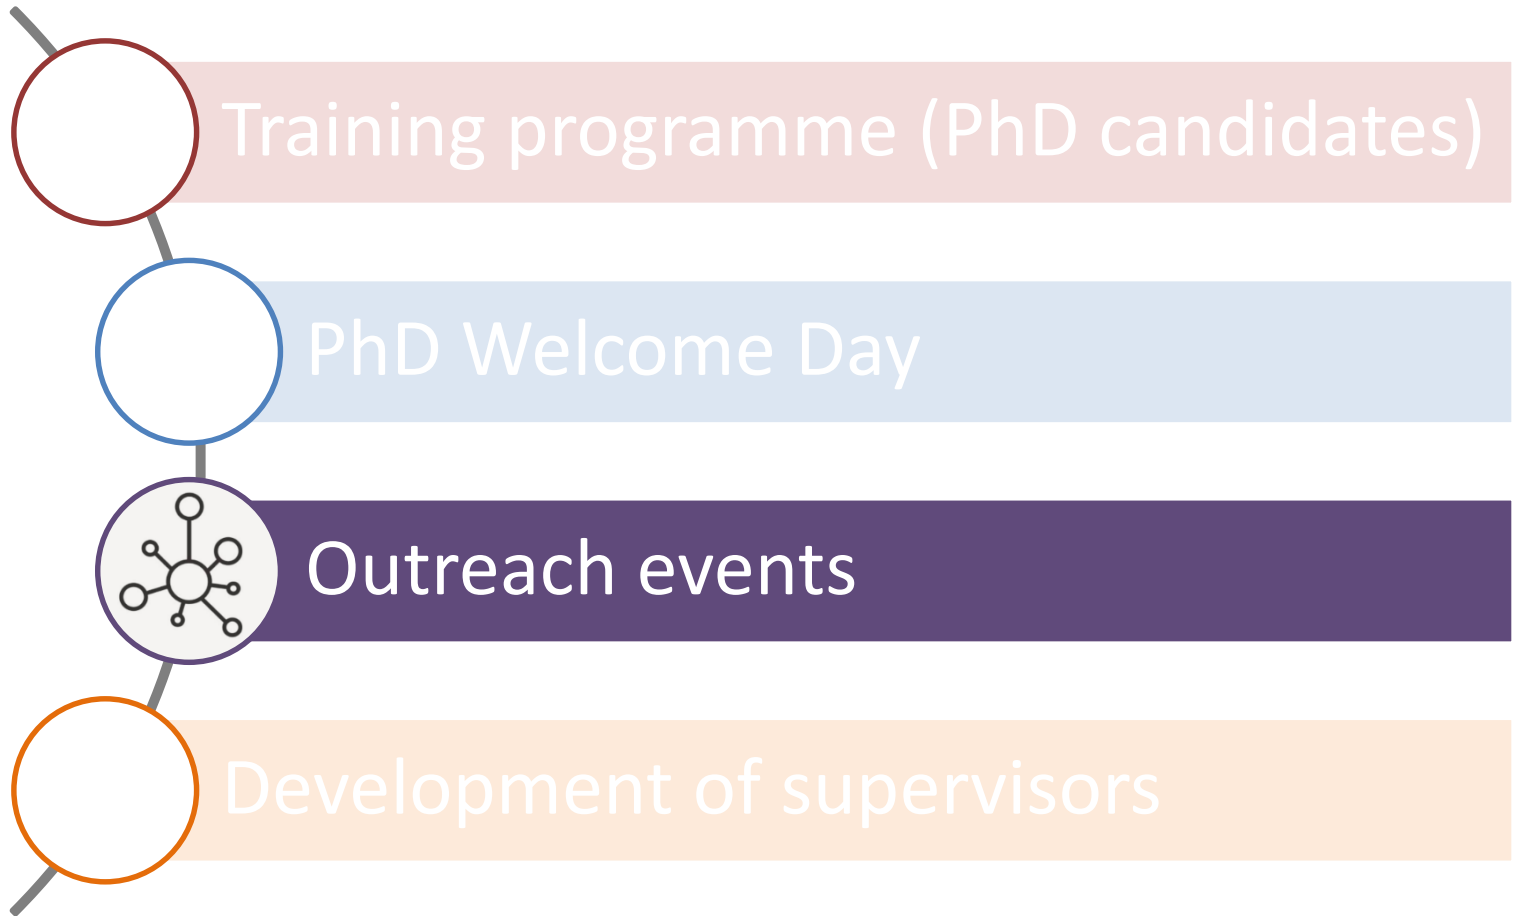 Training programme (PhD candidates)
PhD Welcome Day
Outreach events
Development of supervisors